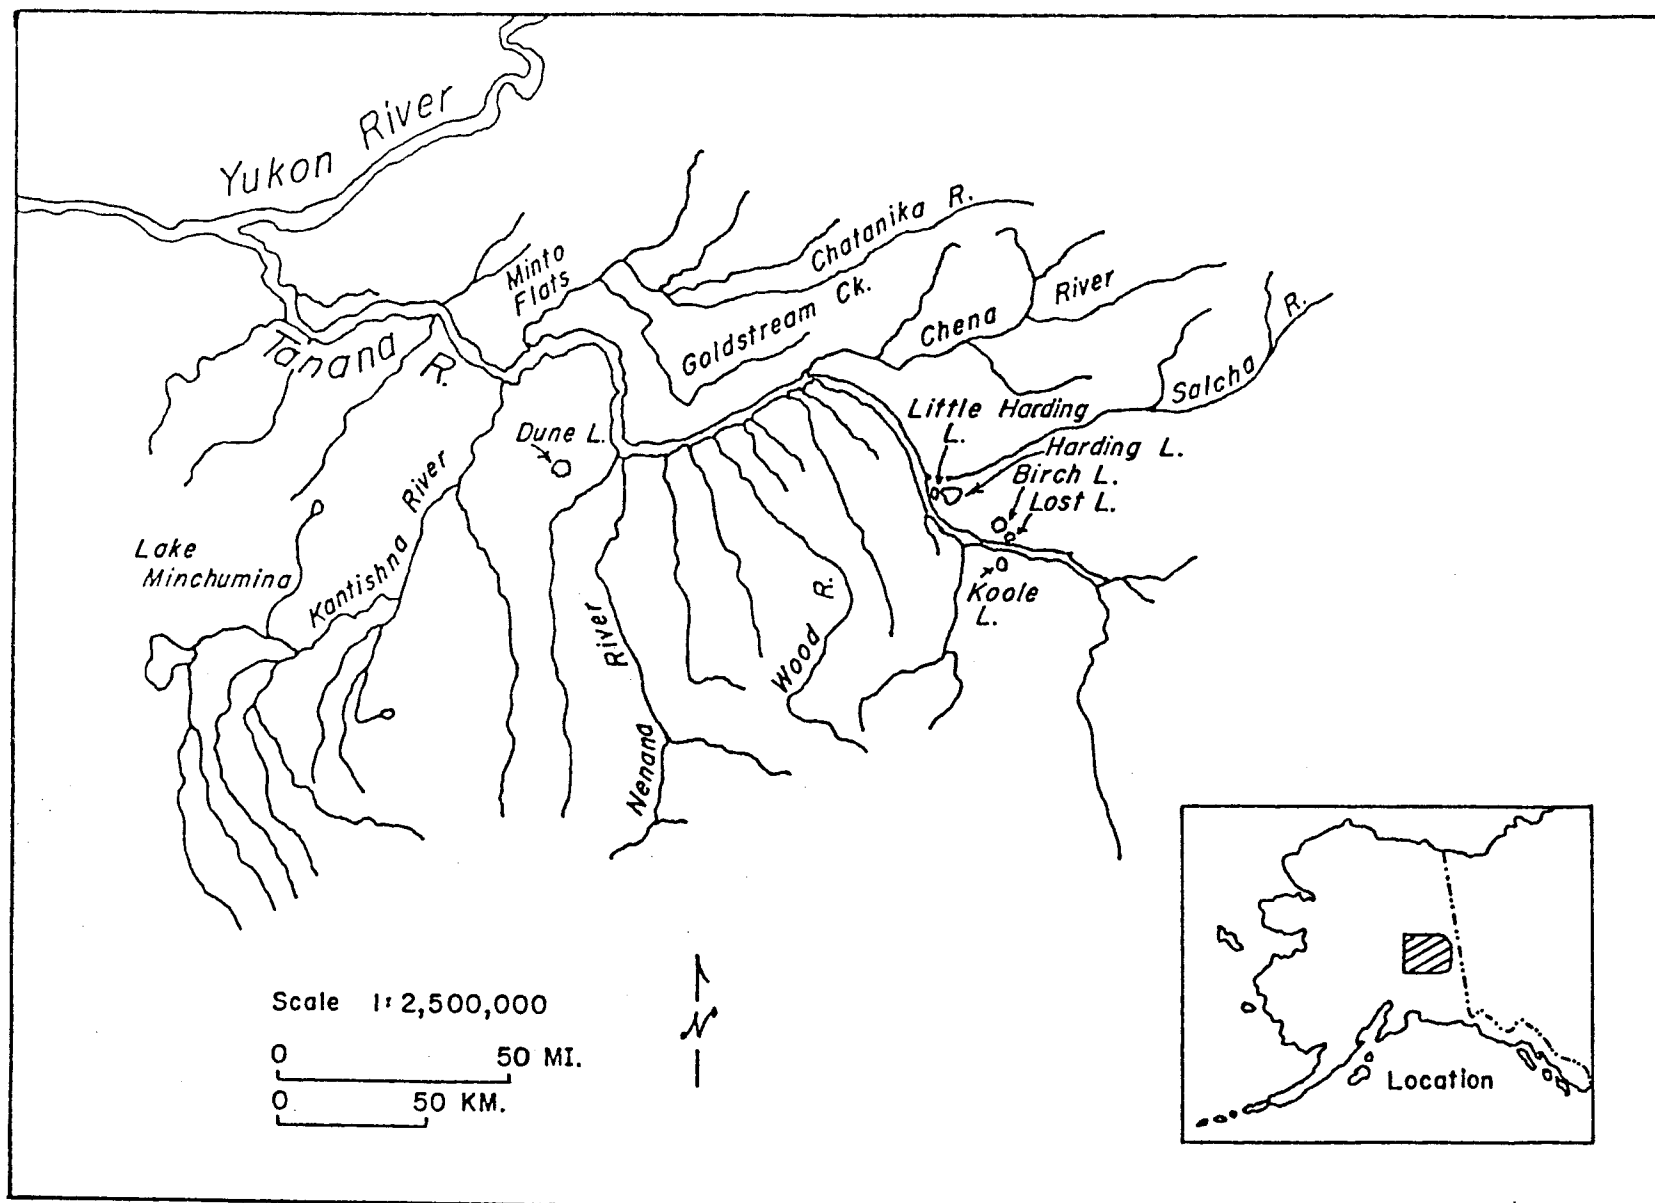 Yukon River
Minto
Flats
Chatanika R.
Goldstream Ck.
Chena River
Salcha R.
Tanana R.
Little Harding
L.
Harding L.
Birch L.
Lost L.
Dune L.
Kantishna River
Lake
Minchumina
Koole
L.
Wood R.
Nenana River
Scale 1:2,500,000
0 50 MI.
0 50 KM.
N
Location